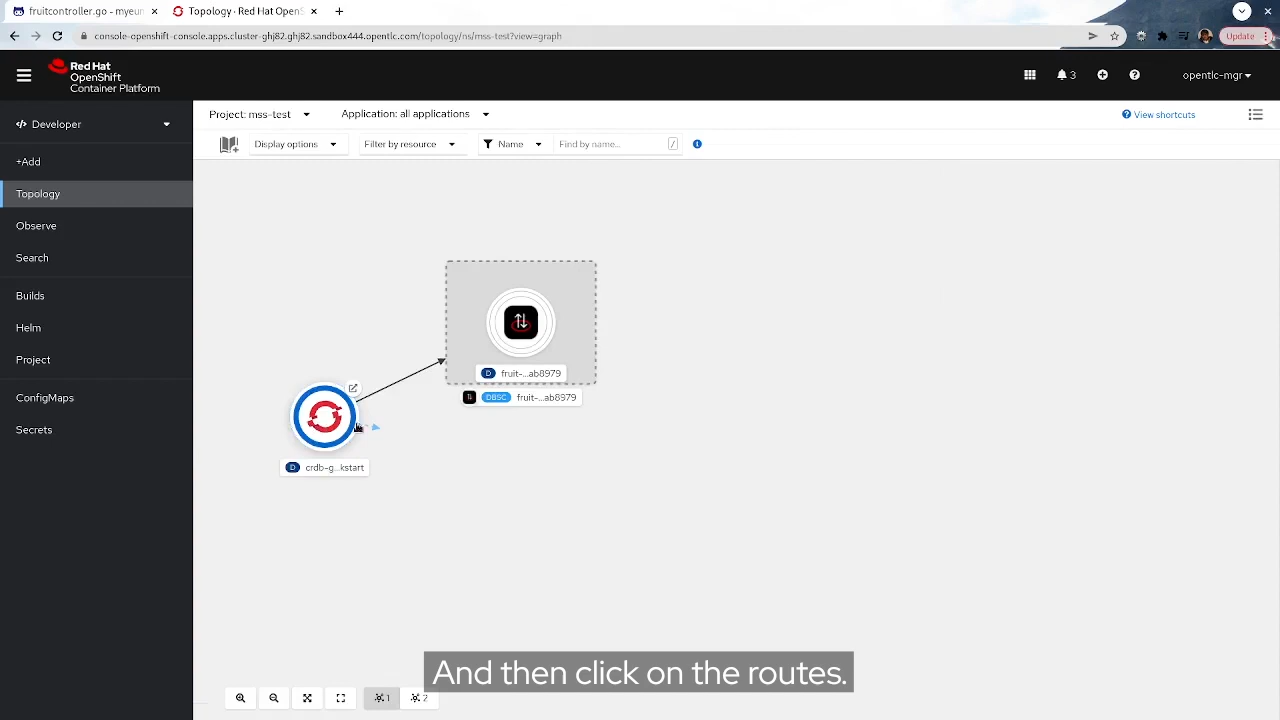 fruitcontroller.go - myeun
Topology · Red Hat OpenS
console-openshift-console.apps.cluster-ghj82.ghj82.sandbox444.opentlc.com/topology/ns/mss-test?view=graph
Update
Red Hat
OpenShift
Container Platform
3
opentlc-mgr
</> Developer
Project: mss-test
Application: all applications
View shortcuts
Display options
Filter by resource
Name
Find by name...
/
+Add
Topology
Observe
Search
Builds
Helm
Project
ConfigMaps
Secrets
D fruit-...ab8979
DBSC fruit-...ab8979
D crdb-g...kstart
And then click on the routes.
1
2